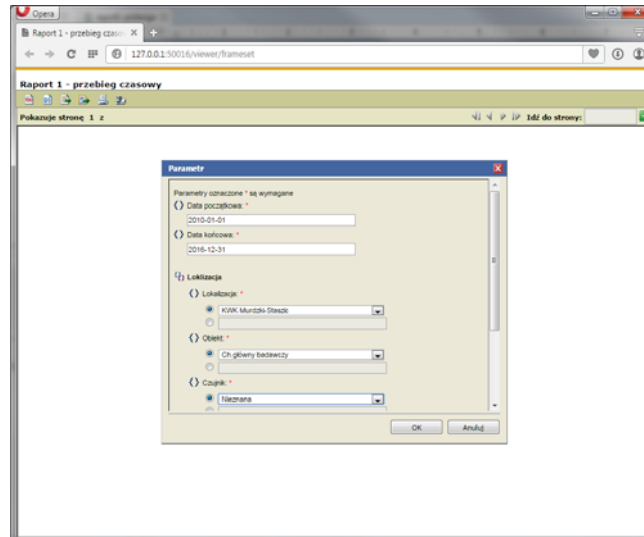 Opera
Raport 1 - przebieg czaso
127.0.0.1:50016/viewer/frameset
Raport 1 - przebieg czasowy
Pokazuje stronę 1 z
Idź do strony:
Parametr
Parametry oznaczone * są wymagane
Data początkowa: *
2010-01-01
Data końcowa: *
2016-12-31
Loklizacja
Lokalizacja: *
KWK Murdzki-Staszic
Obiekt: *
Ch.główny badawczy
Czujnik: *
Nieznana
OK Anuluj